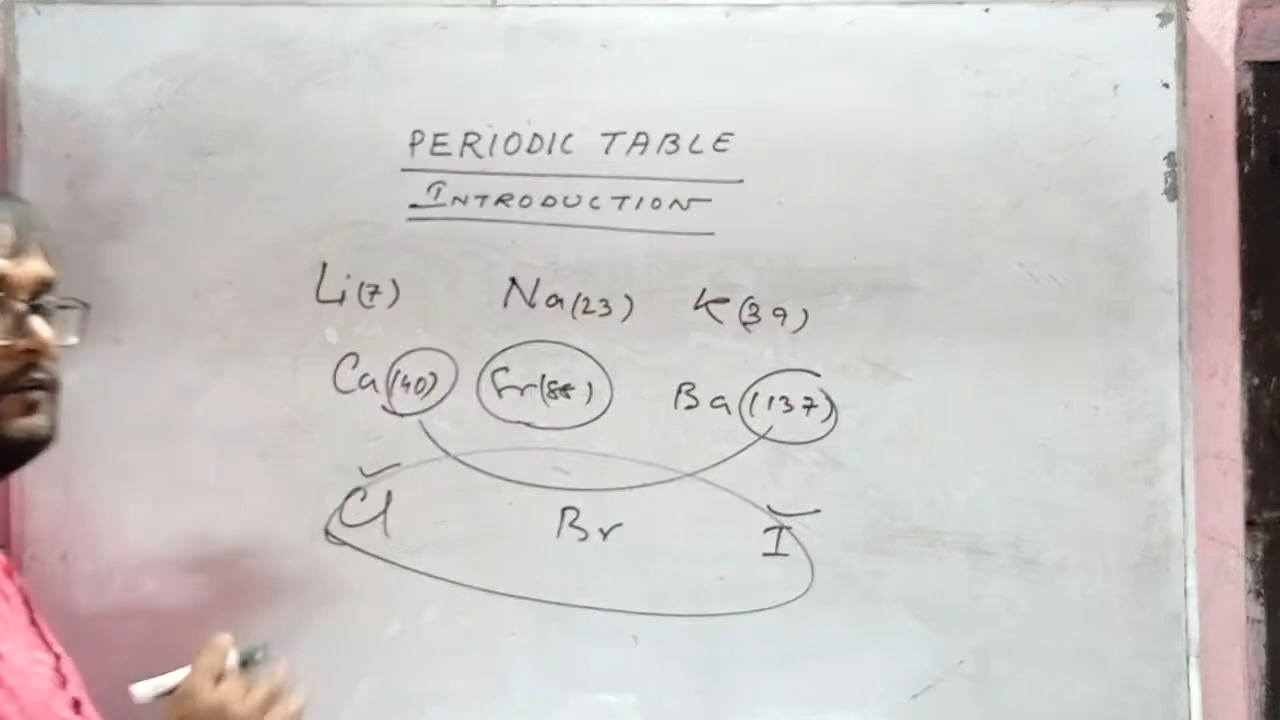 PERIODIC TABLE
INTRODUCTION
Li(7) Na(23) K(39)
Ca(40) Sr(88) Ba(137)
Cl Br I